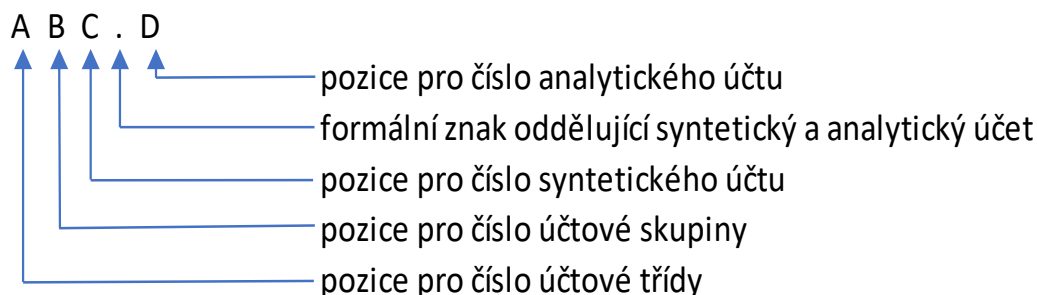 A B C . D
pozice pro číslo analytického účtu
formální znak oddělující syntetický a analytický účet
pozice pro číslo syntetického účtu
pozice pro číslo účtové skupiny
pozice pro číslo účtové třídy